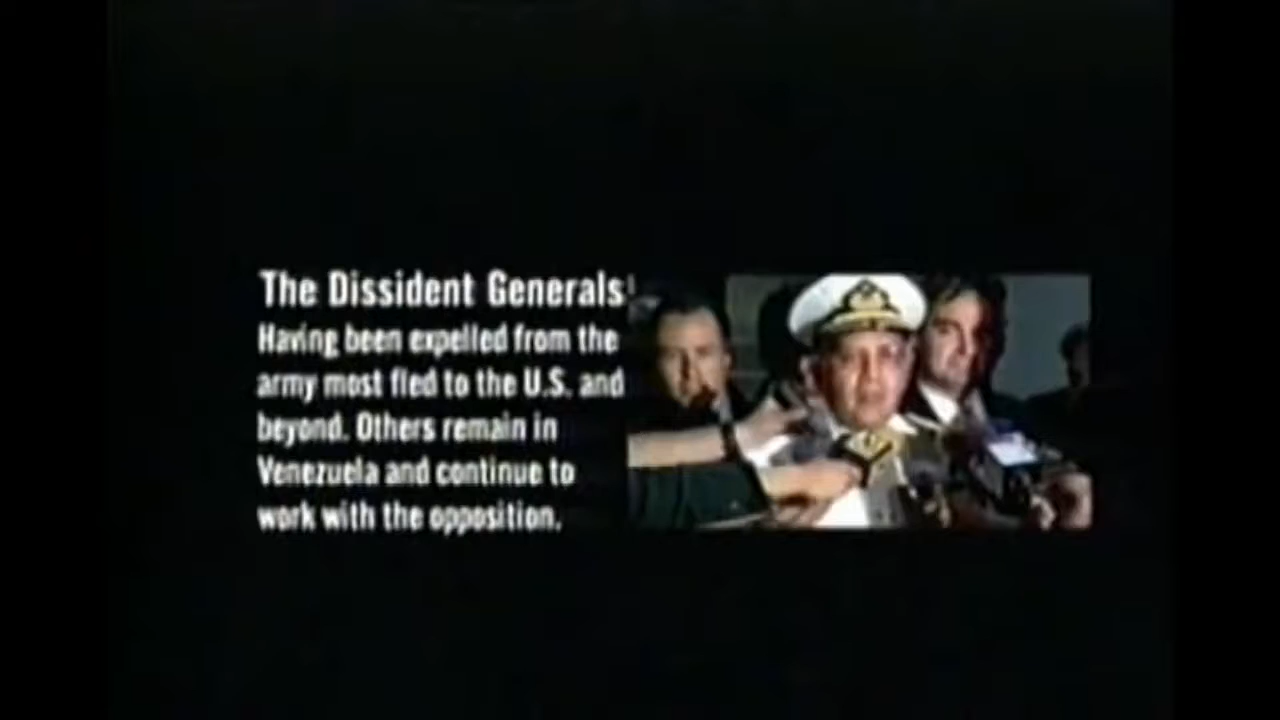 The Dissident Generals:
Having been expelled from the
army most fled to the U.S. and
beyond. Others remain in
Venezuela and continue to
work with the opposition.